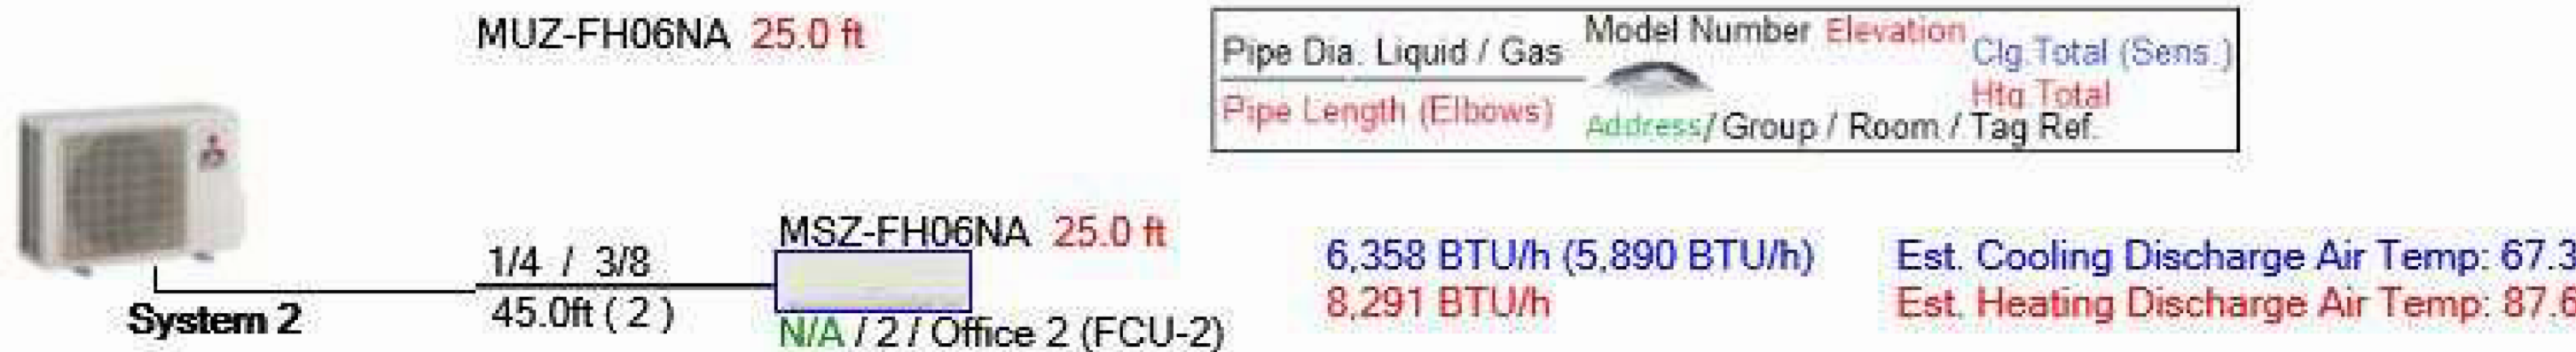 MUZ-FH06NA 25.0 ft
Pipe Dia. Liquid / Gas
Pipe Length (Elbows)
Model Number Elevation
Clg.Total (Sens.)
Htg Total
Address/ Group / Room / Tag Ref.
System 2
1/4 / 3/8
45.0ft ( 2 )
MSZ-FH06NA 25.0 ft
N/A / 2 / Office 2 (FCU-2)
6,358 BTU/h (5,890 BTU/h)
8,291 BTU/h
Est. Cooling Discharge Air Temp: 67.3
Est. Heating Discharge Air Temp: 87.6